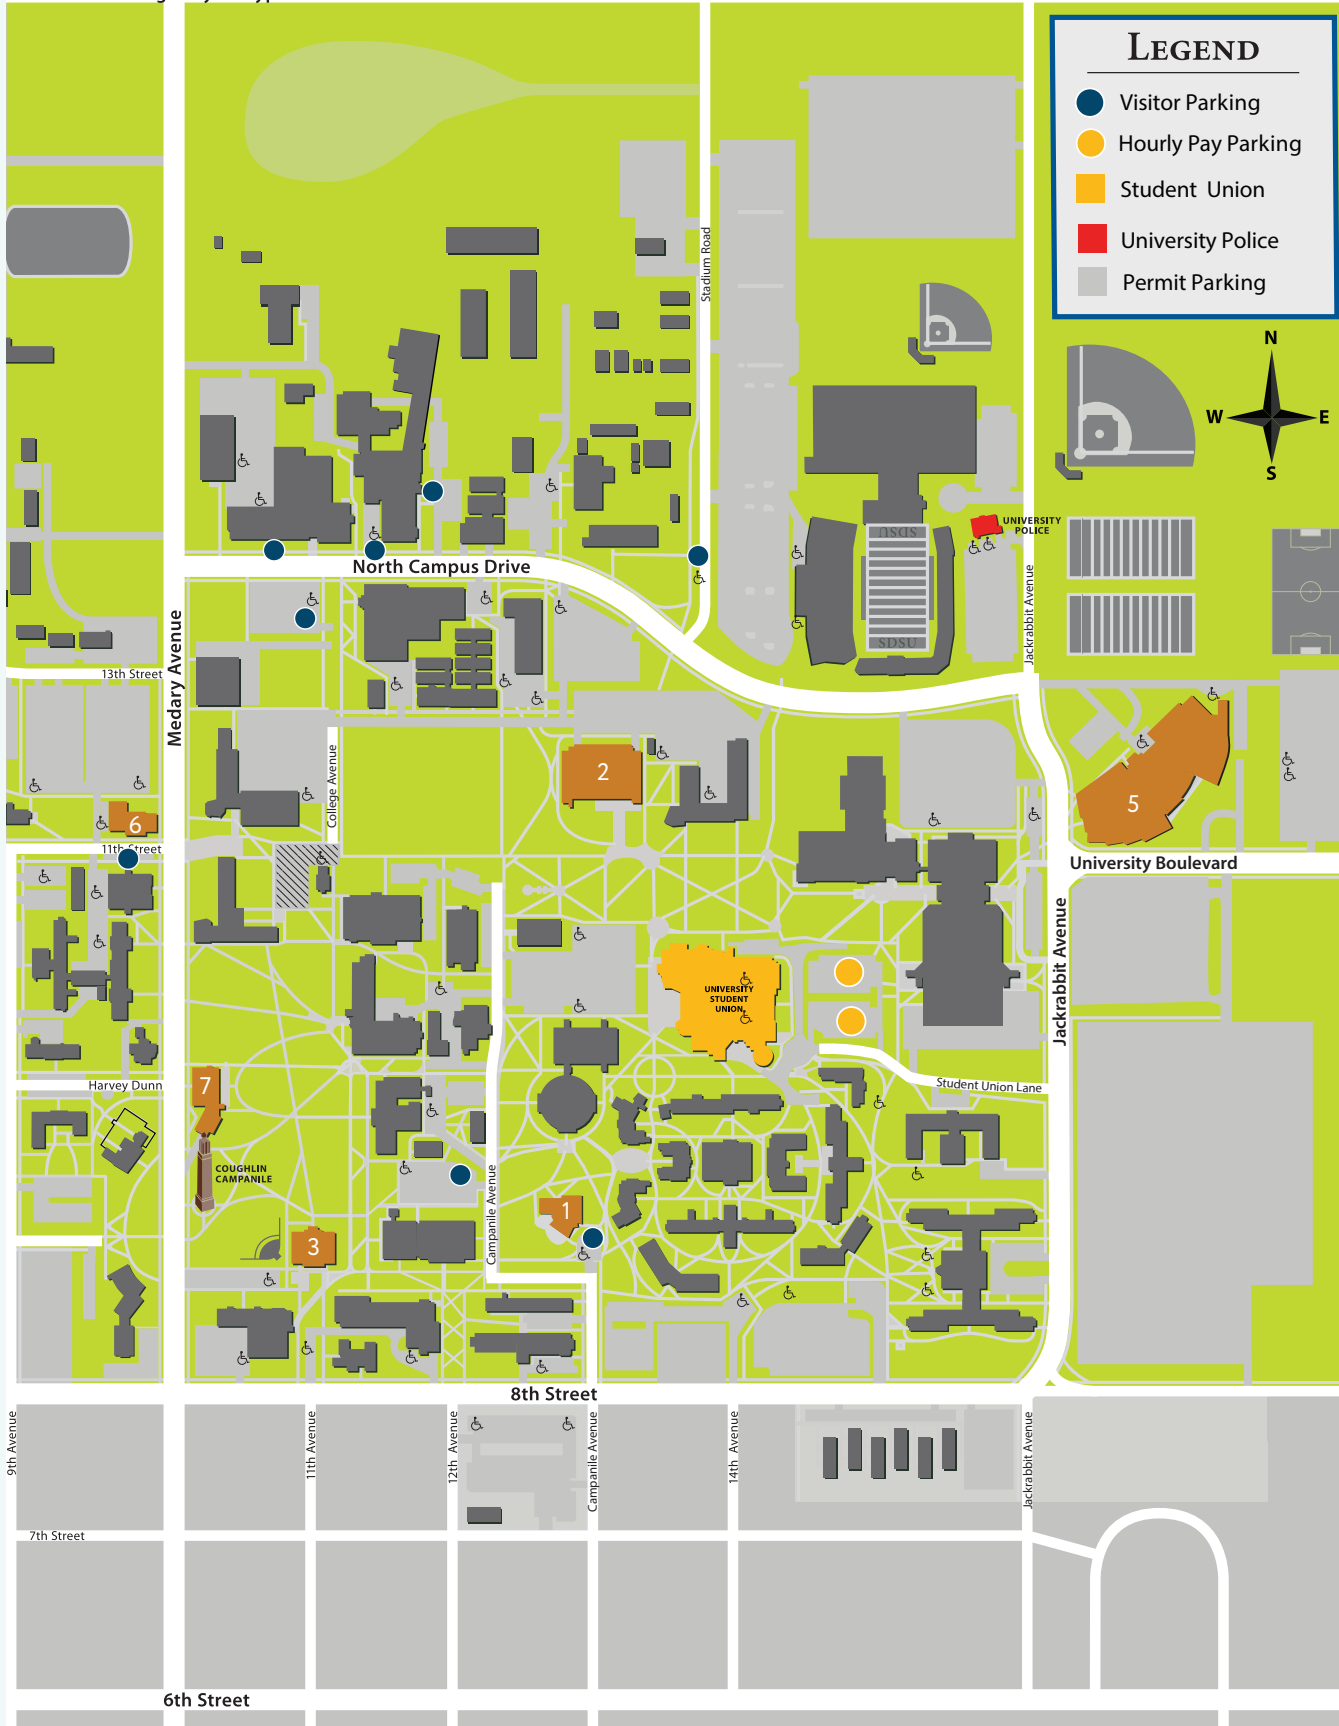 LEGEND
Visitor Parking
Hourly Pay Parking
Student Union
University Police
Permit Parking
N
W
E
S
Stadium Road
USDS
SDSU
UNIVERSITY
POLICE
Jackrabbit Avenue
North Campus Drive
13th Street
Medary Avenue
College Avenue
2
5
6
11th Street
University Boulevard
Jackrabbit Avenue
UNIVERSITY
STUDENT
UNION
Harvey Dunn
7
Student Union Lane
COUGHLIN
CAMPANILE
Campanile Avenue
1
3
8th Street
9th Avenue
11th Avenue
12th Avenue
Campanile Avenue
14th Avenue
Jackrabbit Avenue
7th Street
6th Street